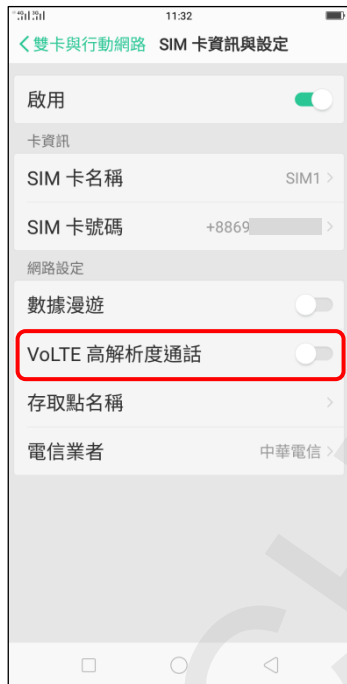 11:32
雙卡與行動網路 SIM 卡資訊與設定
啟用
卡資訊
SIM 卡名稱 SIM1
SIM 卡號碼 +8869
網路設定
數據漫遊
VoLTE 高解析度通話
存取點名稱
電信業者 中華電信